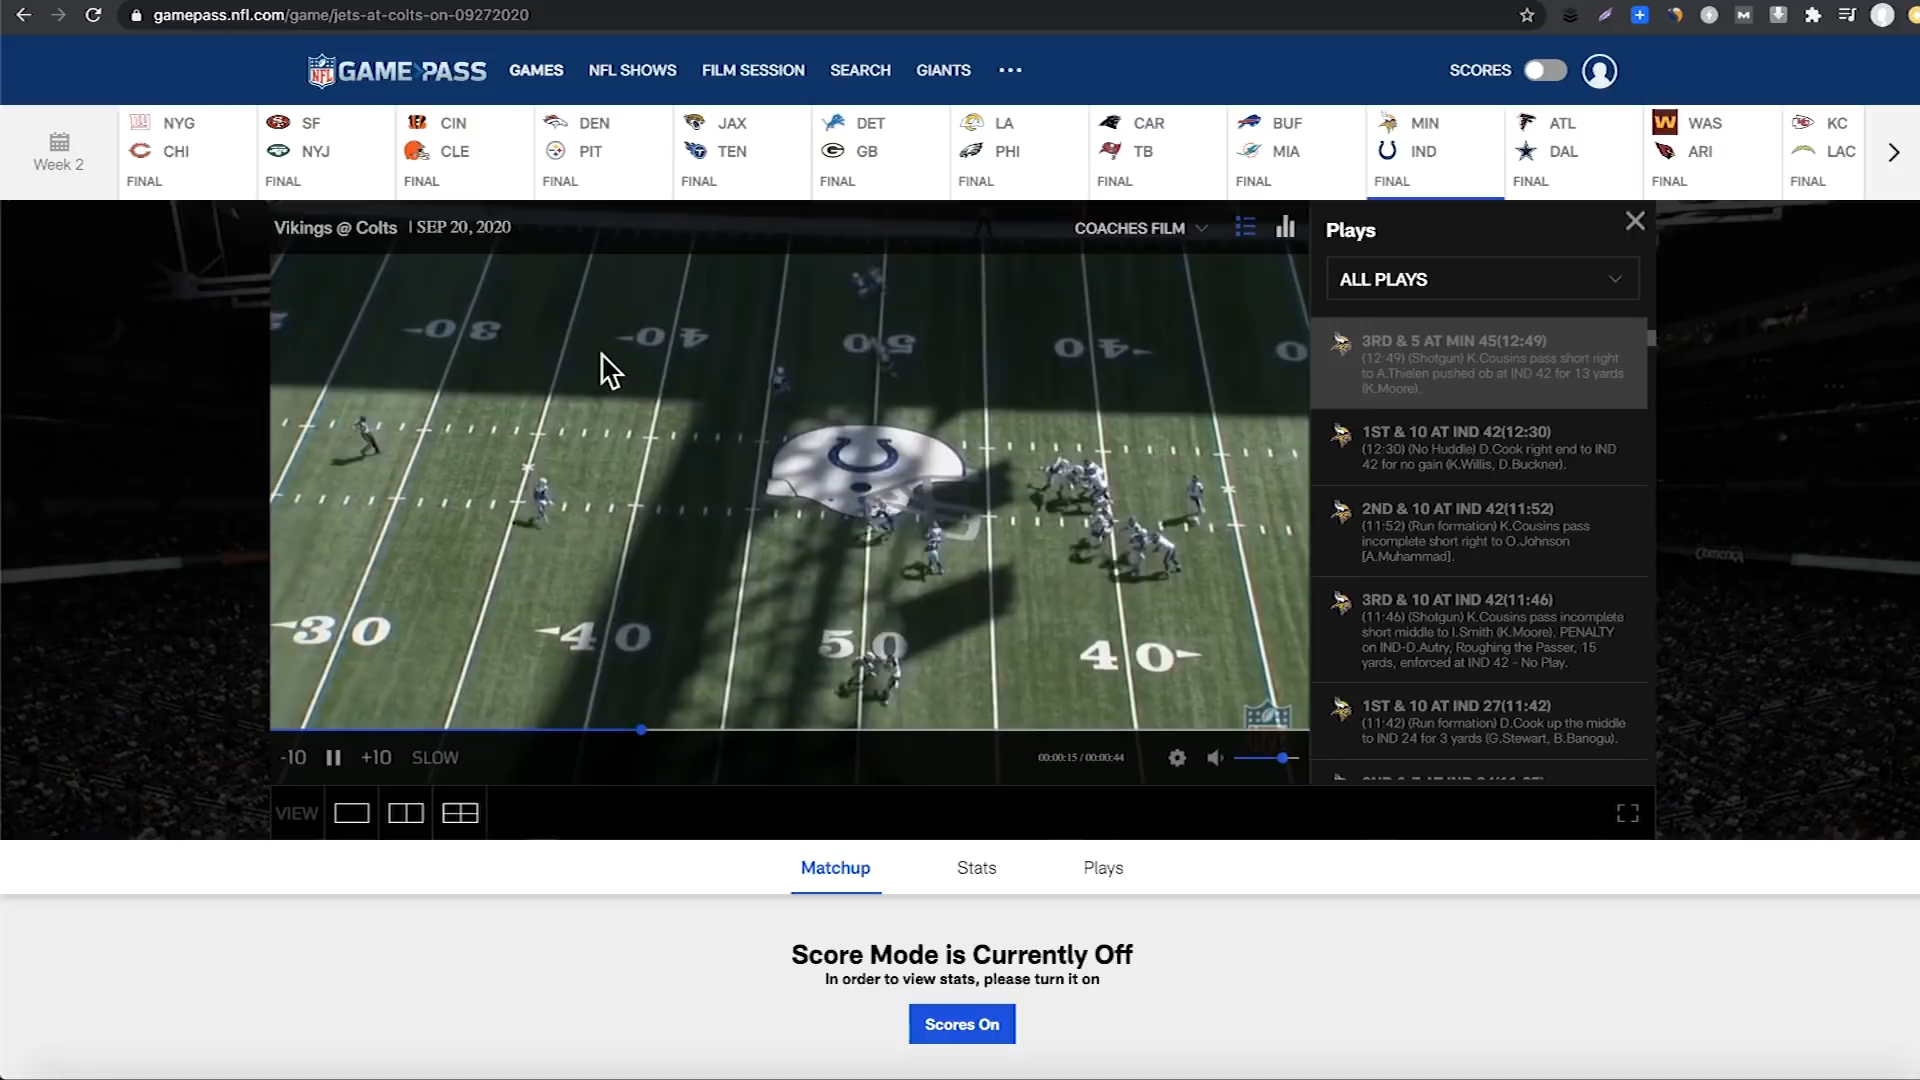 gamepass.nfl.com/game/jets-at-colts-on-09272020
NFL GAME PASS GAMES NFL SHOWS FILM SESSION SEARCH GIANTS ••• SCORES
Week 2
NYG
CHI
FINAL
SF
NYJ
FINAL
CIN
CLE
FINAL
DEN
PIT
FINAL
JAX
TEN
FINAL
DET
GB
FINAL
LA
PHI
FINAL
CAR
TB
FINAL
BUF
MIA
FINAL
MIN
IND
FINAL
ATL
DAL
FINAL
WAS
ARI
FINAL
KC
LAC
FINAL
Vikings @ Colts | SEP 20, 2020
COACHES FILM
30 40 50 40
30 40 50 40
-10 +10 SLOW
00:00:15 / 00:00:44
VIEW
Plays
ALL PLAYS
3RD & 5 AT MIN 45(12:49)
(12:49) (Shotgun) K.Cousins pass short right
to A.Thielen pushed ob at IND 42 for 13 yards
(K.Moore).
1ST & 10 AT IND 42(12:30)
(12:30) (No Huddle) D.Cook right end to IND
42 for no gain (K.Willis, D.Buckner).
2ND & 10 AT IND 42(11:52)
(11:52) (Run formation) K.Cousins pass
incomplete short right to O.Johnson
[A.Muhammad].
3RD & 10 AT IND 42(11:46)
(11:46) (Shotgun) K.Cousins pass incomplete
short middle to I.Smith (K.Moore). PENALTY
on IND-D.Autry, Roughing the Passer, 15
yards, enforced at IND 42 - No Play.
1ST & 10 AT IND 27(11:42)
(11:42) (Run formation) D.Cook up the middle
to IND 24 for 3 yards (G.Stewart, B.Banogu).
Matchup Stats Plays
Score Mode is Currently Off
In order to view stats, please turn it on
Scores On